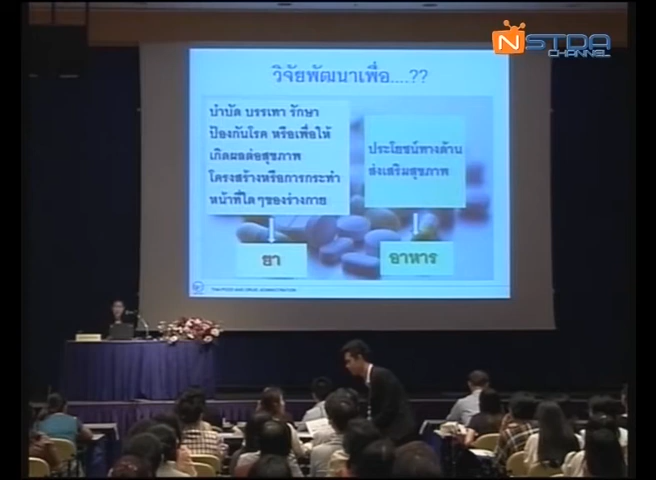 NSTDA
CHANNEL
วิจัยพัฒนาเพื่อ....??
บำบัด บรรเทา รักษา
ป้องกันโรค หรือเพื่อให้
เกิดผลต่อสุขภาพ
โครงสร้างหรือการกระทำ
หน้าที่ใดๆของร่างกาย
ประโยชน์ทางด้าน
ส่งเสริมสุขภาพ
ยา
อาหาร
THAI FOOD AND DRUG ADMINISTRATION